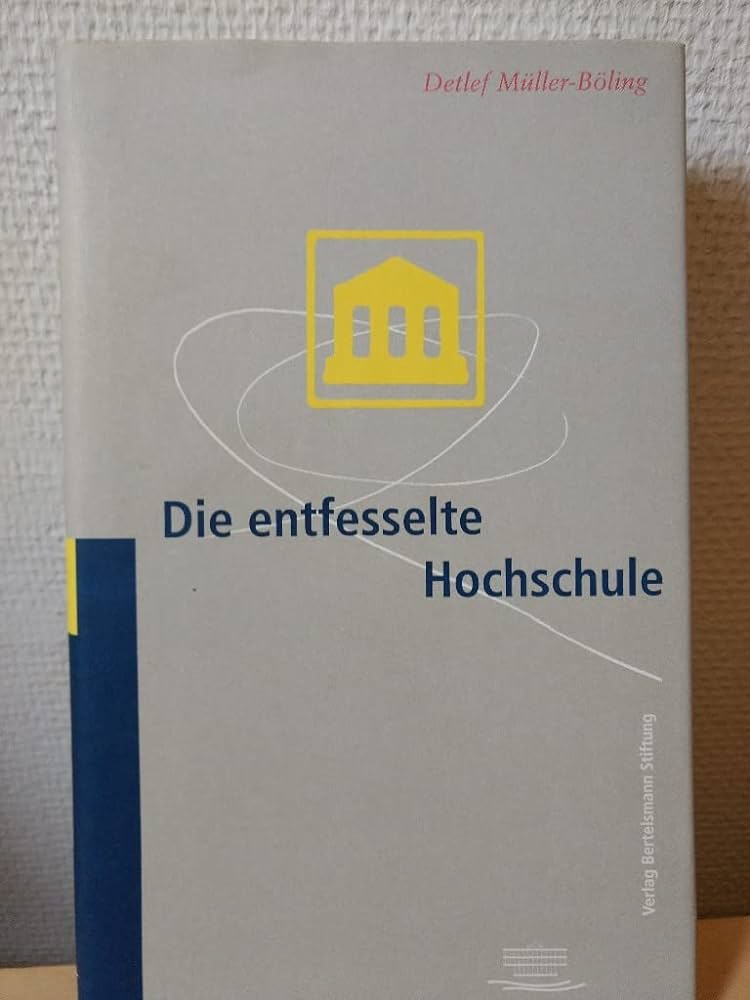 Detlef Müller-Böling
Die entfesselte
Hochschule
Verlag Bertelsmann Stiftung